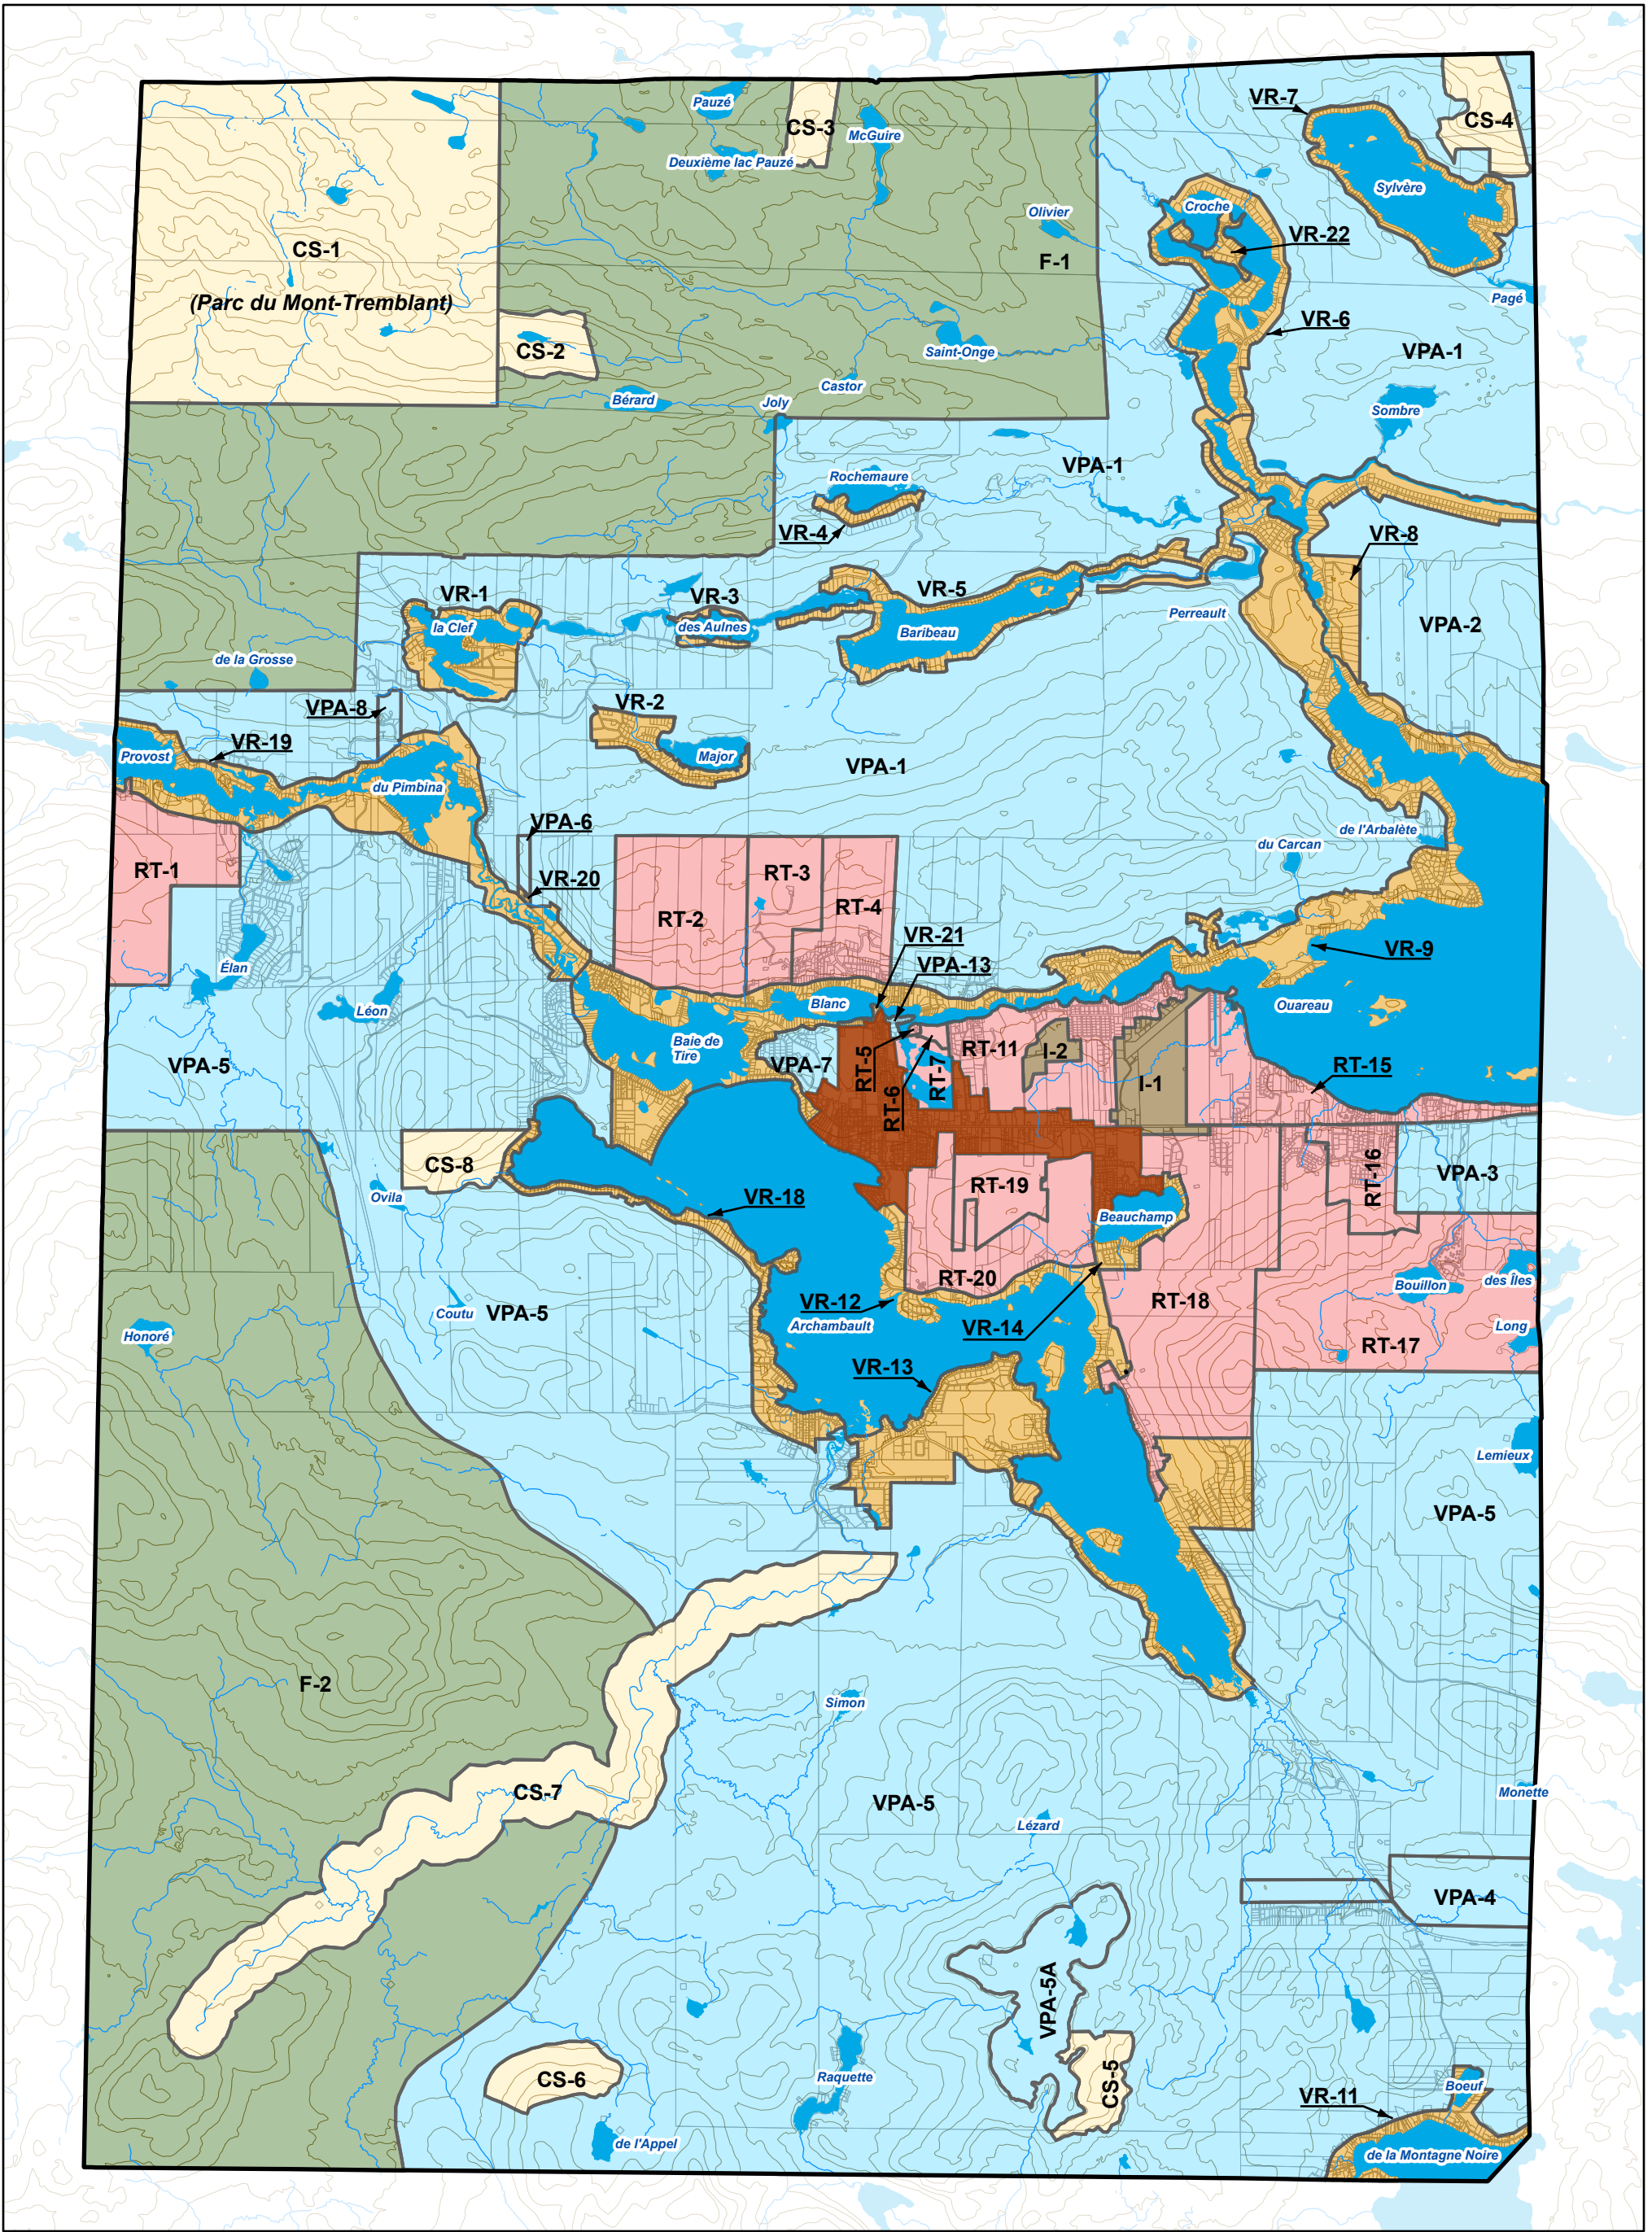 Pauzé
VR-7
CS-3
CS-4
McGuire
Deuxième lac Pauzé
Sylvère
Croche
Olivier
VR-22
CS-1
F-1
(Parc du Mont-Tremblant)
Pagé
VR-6
CS-2
Saint-Onge
VPA-1
Castor
Bérard
Joly
Sombre
VPA-1
Rochemaure
VR-4
VR-8
VR-1
VR-3
VR-5
la Clef
des Aulnes
Baribeau
Perreault
VPA-2
de la Grosse
VPA-8
VR-2
VR-19
Provost
Major
VPA-1
du Pimbina
VPA-6
de l'Arbalète
du Carcan
RT-1
RT-3
VR-20
RT-2
RT-4
VR-21
VR-9
VPA-13
Élan
Blanc
Ouareau
Léon
Baie de
Tire
RT-11
I-2
VPA-7
VPA-5
RT-5
RT-7
RT-6
I-1
RT-15
CS-8
RT-16
VPA-3
RT-19
Ovila
VR-18
Beauchamp
RT-20
Bouillon
des Îles
VR-12
RT-18
Coutu
VPA-5
Archambault
VR-14
Honoré
Long
RT-17
VR-13
Lemieux
VPA-5
F-2
Simon
CS-7
Monette
VPA-5
Lézard
VPA-4
VPA-5A
CS-6
Raquette
CS-5
Boeuf
VR-11
de l'Appel
de la Montagne Noire